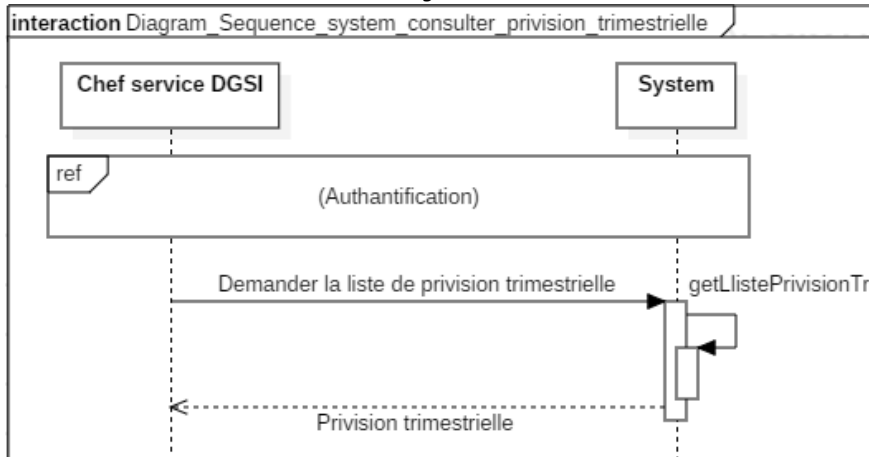 interaction Diagram_Sequence_system_consulter_privision_trimestrielle
Chef service DGSI
System
ref
(Authantification)
Demander la liste de privision trimestrielle
getLlistePrivisionTr
Privision trimestrielle